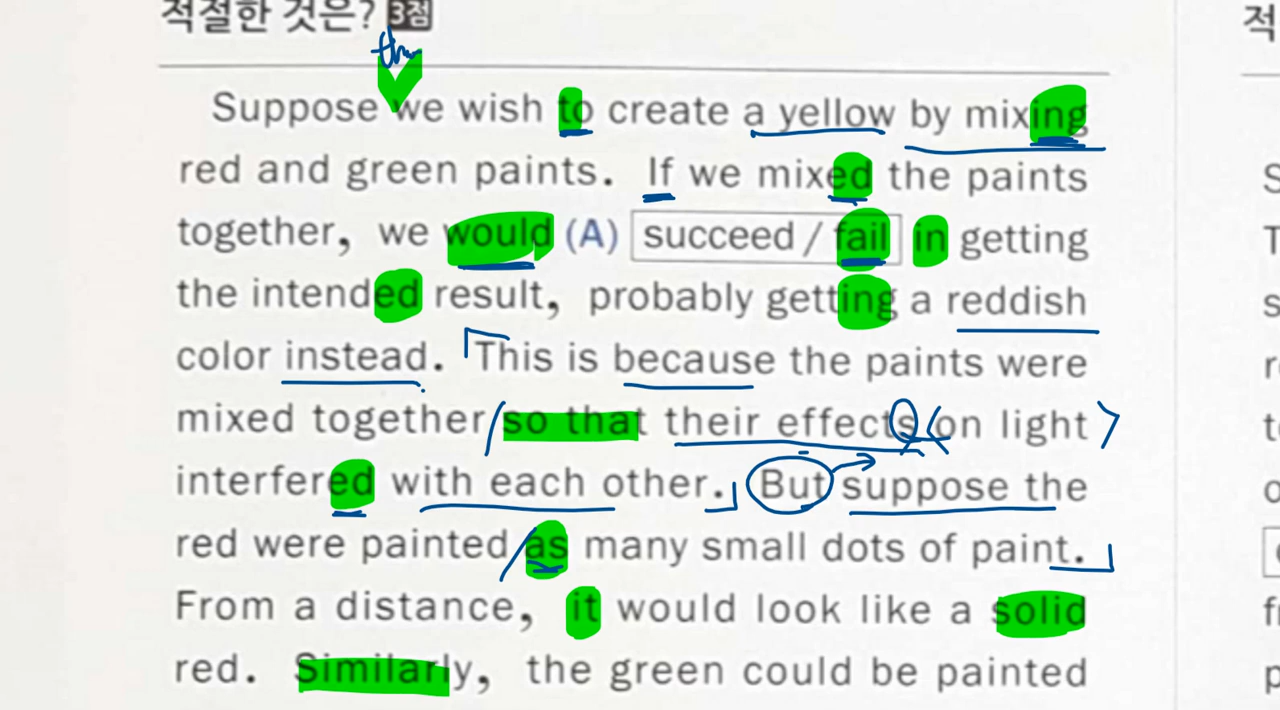 적절한 것은? 3점
적
th
Suppose we wish to create a yellow by mixing
red and green paints. If we mixed the paints
together, we would (A) succeed / fail in getting
the intended result, probably getting a reddish
color instead. This is because the paints were
mixed together so that their effects on light
interfered with each other. But suppose the
red were painted as many small dots of paint.
From a distance, it would look like a solid
red. Similarly, the green could be painted